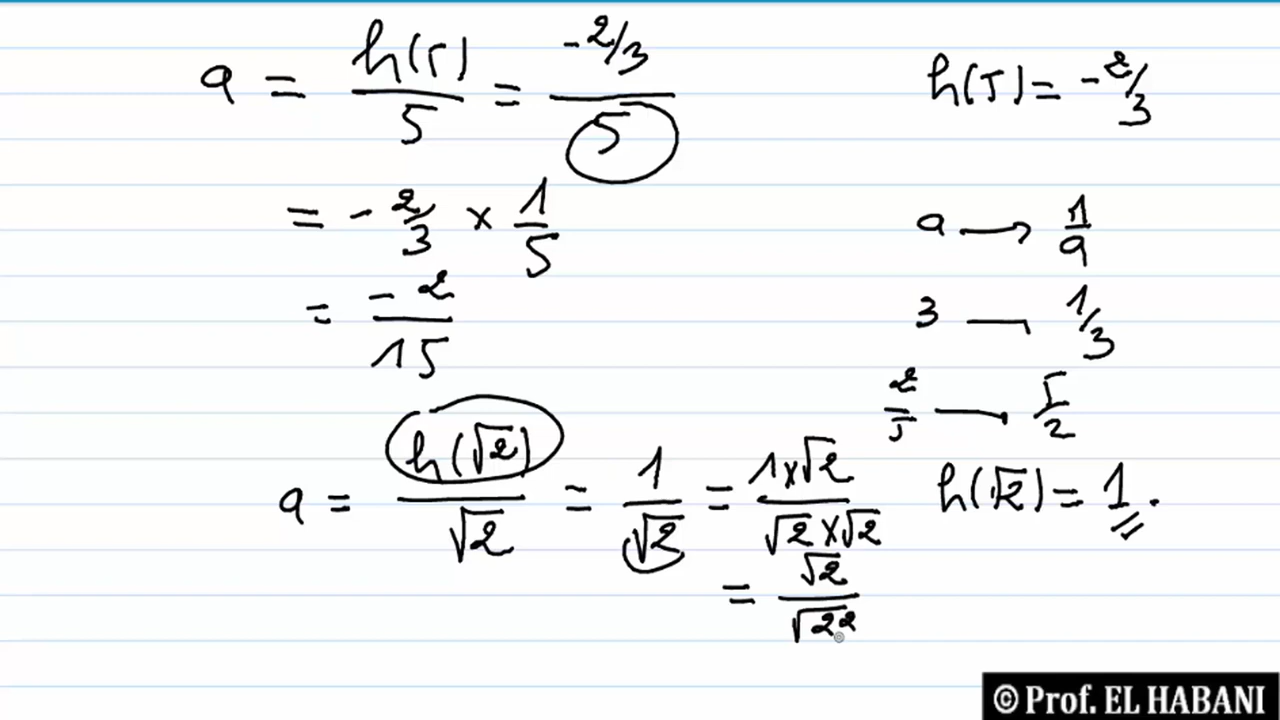 a = h(5)/5 = (-2/3)/5
h(5) = -2/3
= -2/3 × 1/5
a → 1/a
= -2/15
3 — 1/3
2/5 — 5/2
a = h(√2)/√2 = 1/√2 = (1×√2)/(√2×√2)
h(√2) = 1.
= √2/√2²
© Prof. EL HABANI